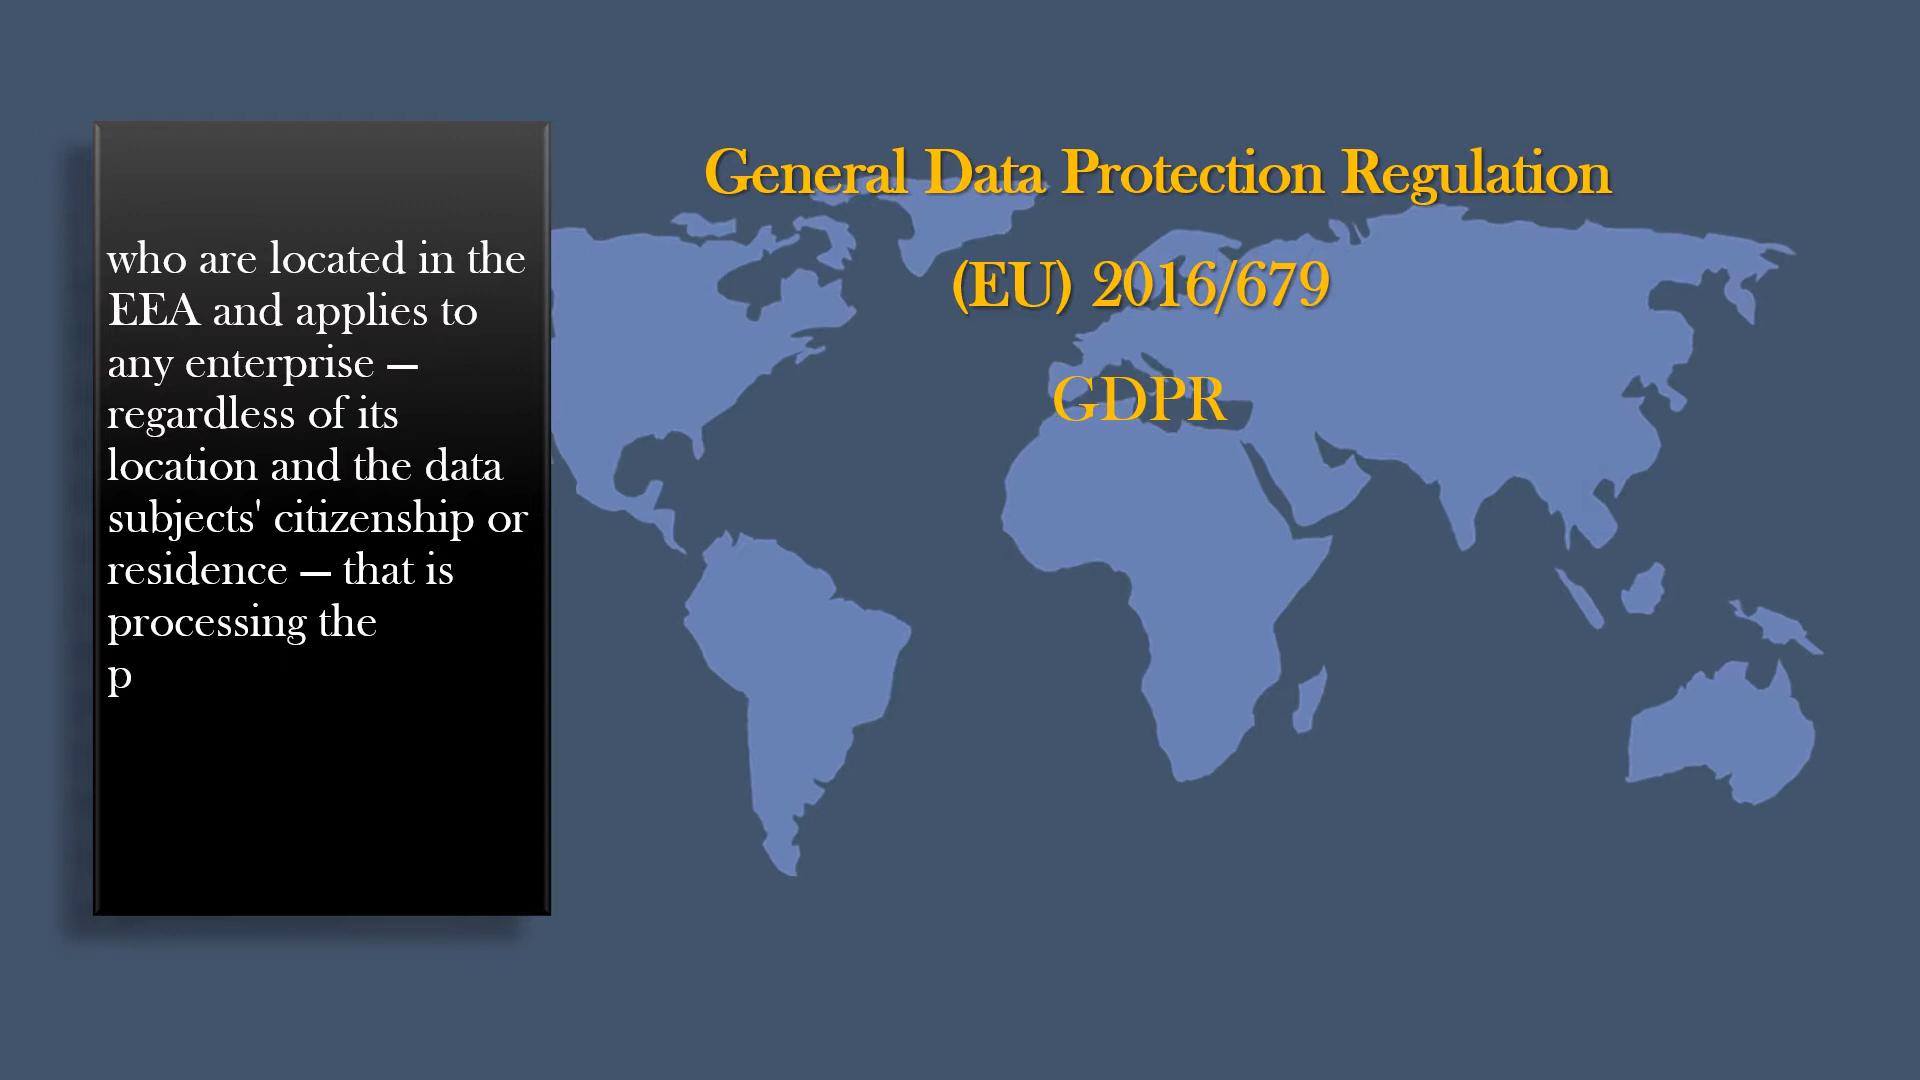 who are located in the
EEA and applies to
any enterprise —
regardless of its
location and the data
subjects' citizenship or
residence — that is
processing the
p
General Data Protection Regulation
(EU) 2016/679
GDPR